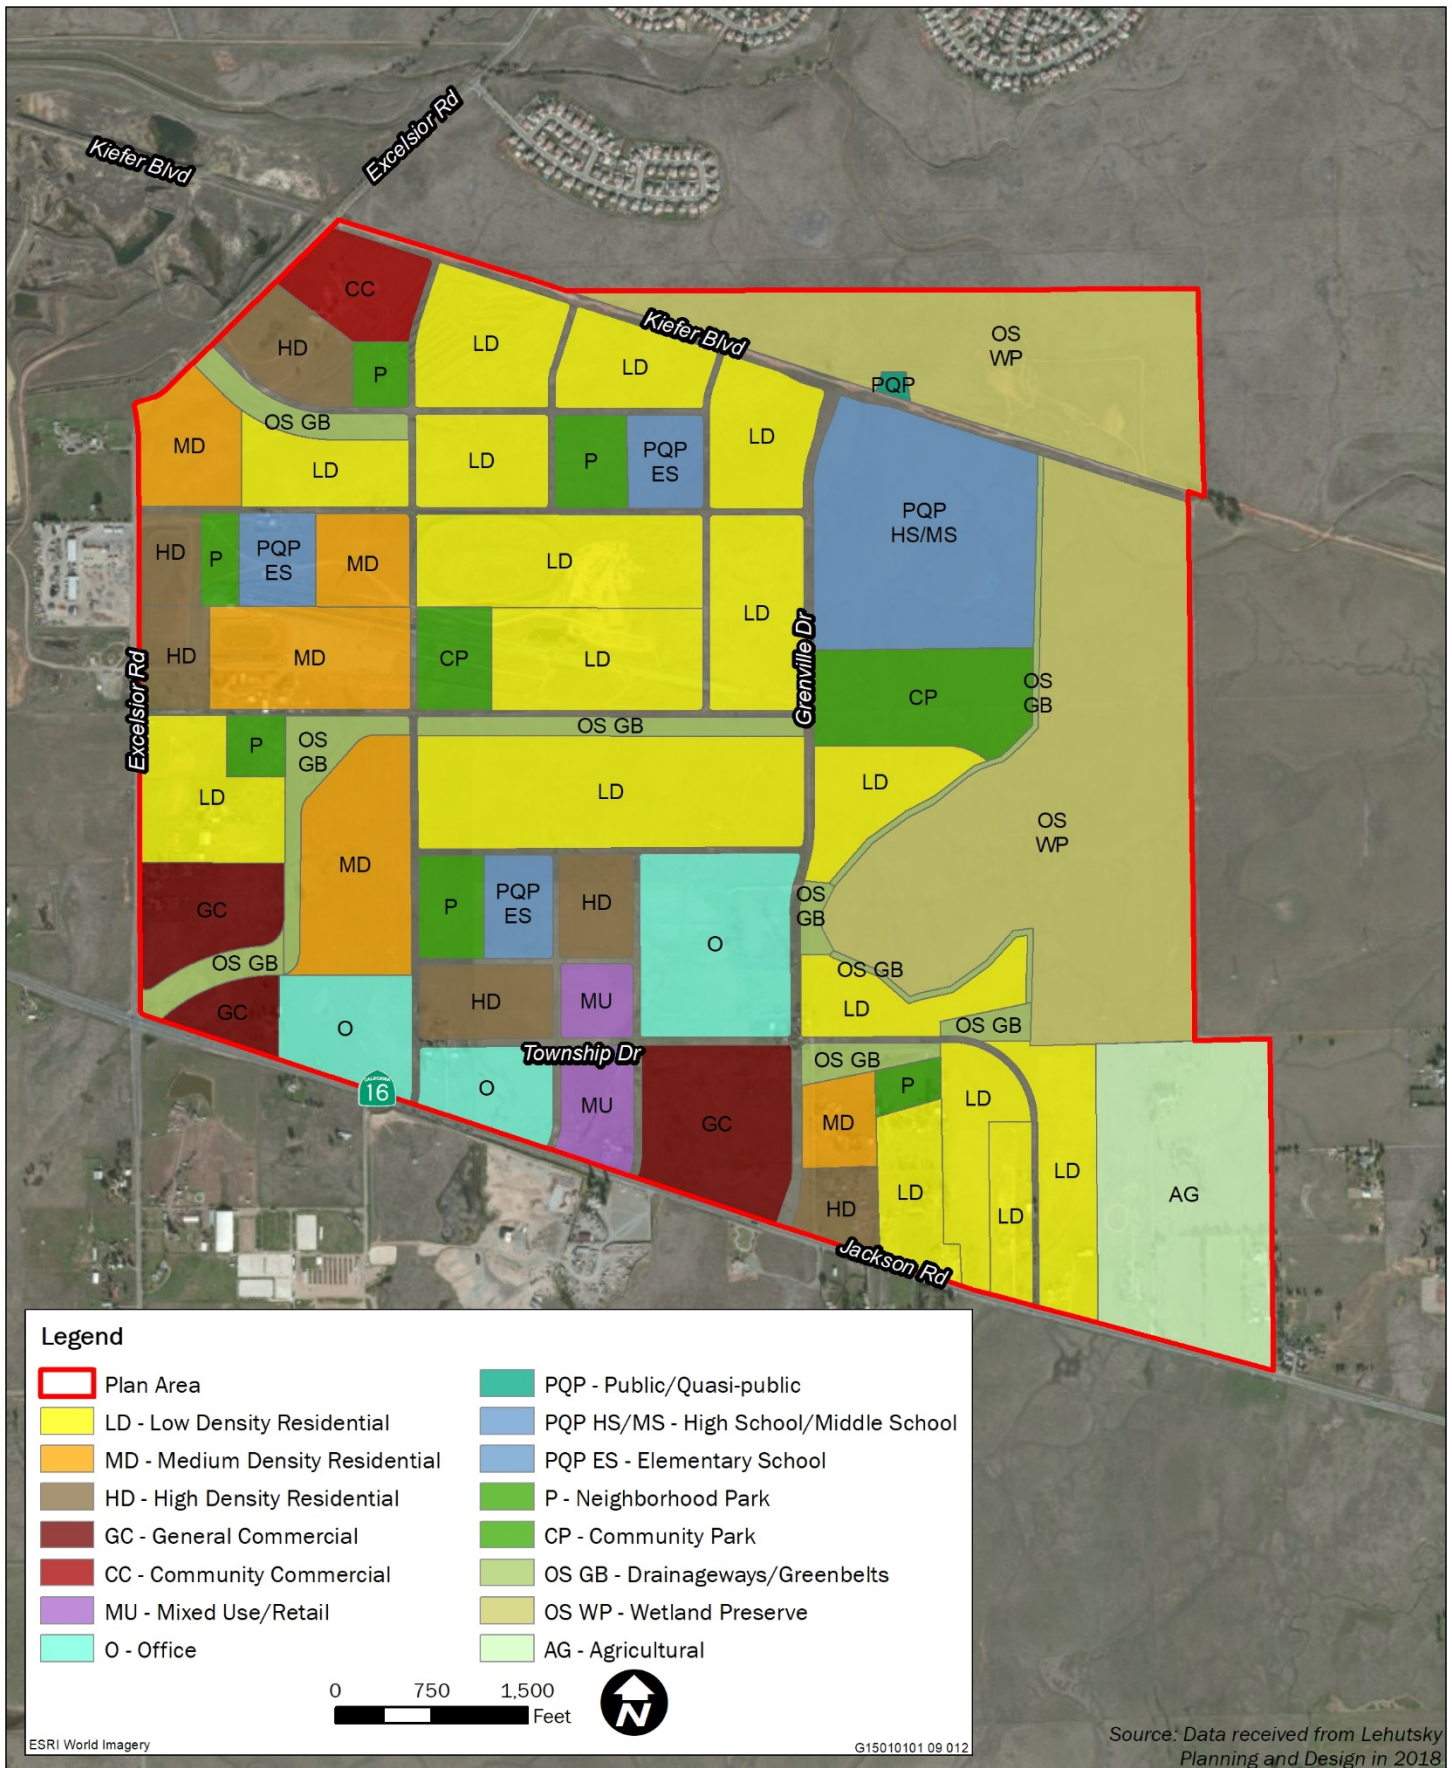 Excelsior Rd
Kiefer Blvd
CC
OS
WP
Kiefer Blvd
LD
HD
LD
P
PQP
OS GB
MD
LD
LD
P
PQP
ES
LD
PQP
HS/MS
HD
P
PQP
ES
MD
LD
LD
Grenville Dr
HD
MD
CP
LD
Excelsior Rd
CP
OS
GB
P
OS
GB
OS GB
LD
LD
LD
OS
WP
MD
GC
P
PQP
ES
HD
OS
GB
O
OS GB
OS GB
GC
O
HD
MU
LD
OS GB
Township Dr
OS GB
CALIFORNIA
16
O
MU
GC
P
LD
MD
LD
LD
LD
HD
AG
Jackson Rd
Legend
Plan Area
LD - Low Density Residential
MD - Medium Density Residential
HD - High Density Residential
GC - General Commercial
CC - Community Commercial
MU - Mixed Use/Retail
O - Office
PQP - Public/Quasi-public
PQP HS/MS - High School/Middle School
PQP ES - Elementary School
P - Neighborhood Park
CP - Community Park
OS GB - Drainageways/Greenbelts
OS WP - Wetland Preserve
AG - Agricultural
0 750 1,500
Feet
N
ESRI World Imagery
G15010101 09 012
Source: Data received from Lehutsky
Planning and Design in 2018